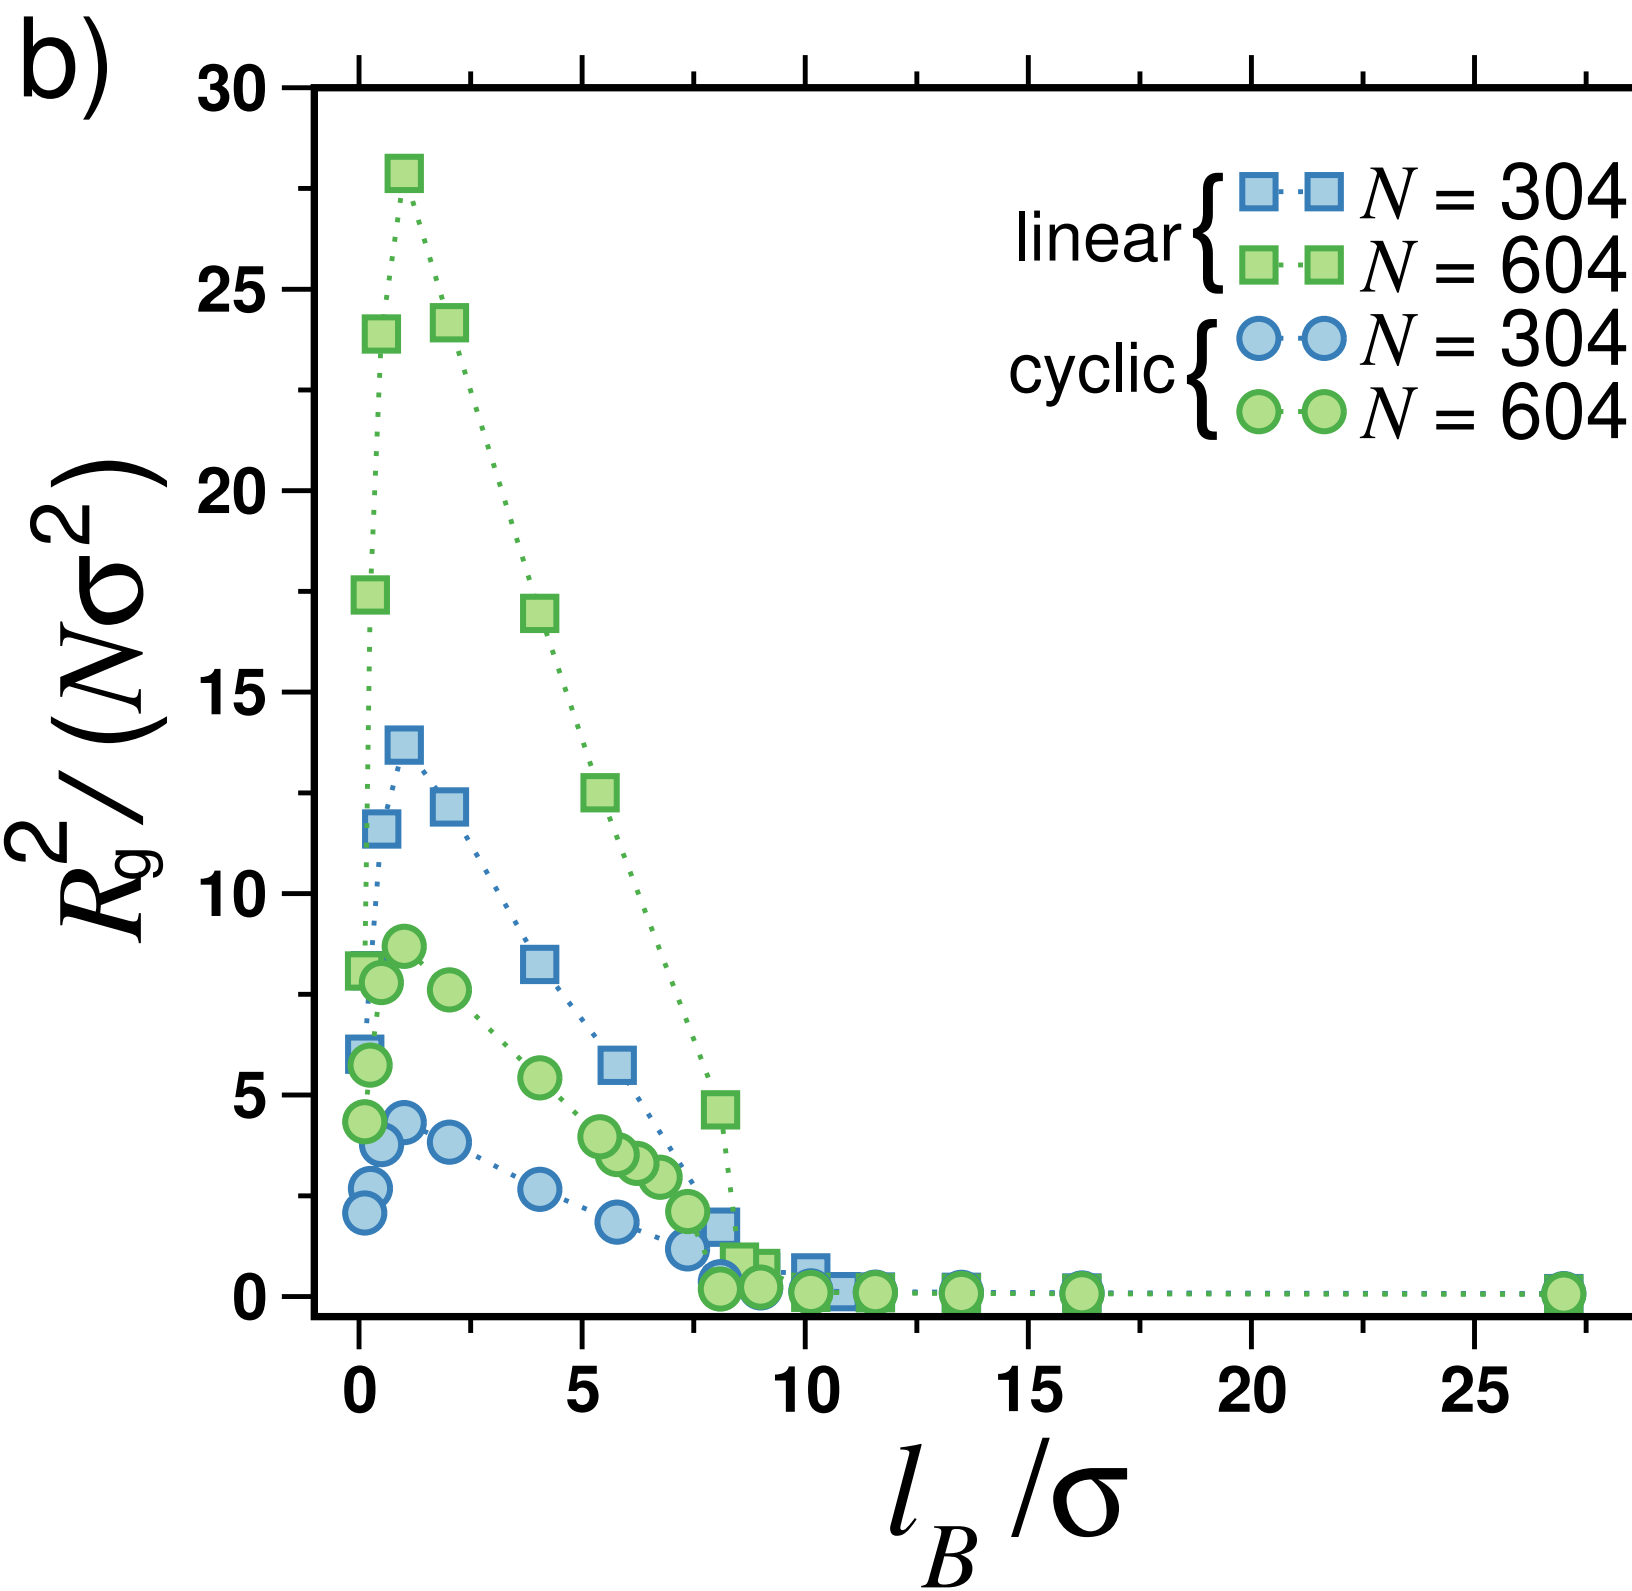 b)
30
25
20
15
10
5
0
R_g^2 / (Nσ^2)
linear { N = 304
N = 604
cyclic { N = 304
N = 604
0 5 10 15 20 25
l_B /σ